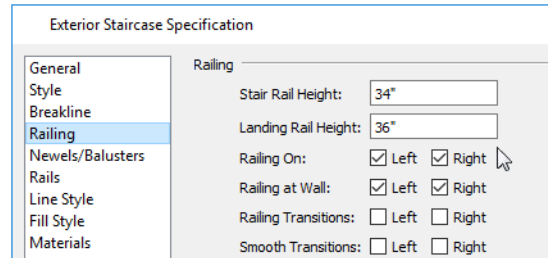 Exterior Staircase Specification
General
Style
Breakline
Railing
Newels/Balusters
Rails
Line Style
Fill Style
Materials
Railing
Stair Rail Height: 34"
Landing Rail Height: 36"
Railing On: Left Right
Railing at Wall: Left Right
Railing Transitions: Left Right
Smooth Transitions: Left Right